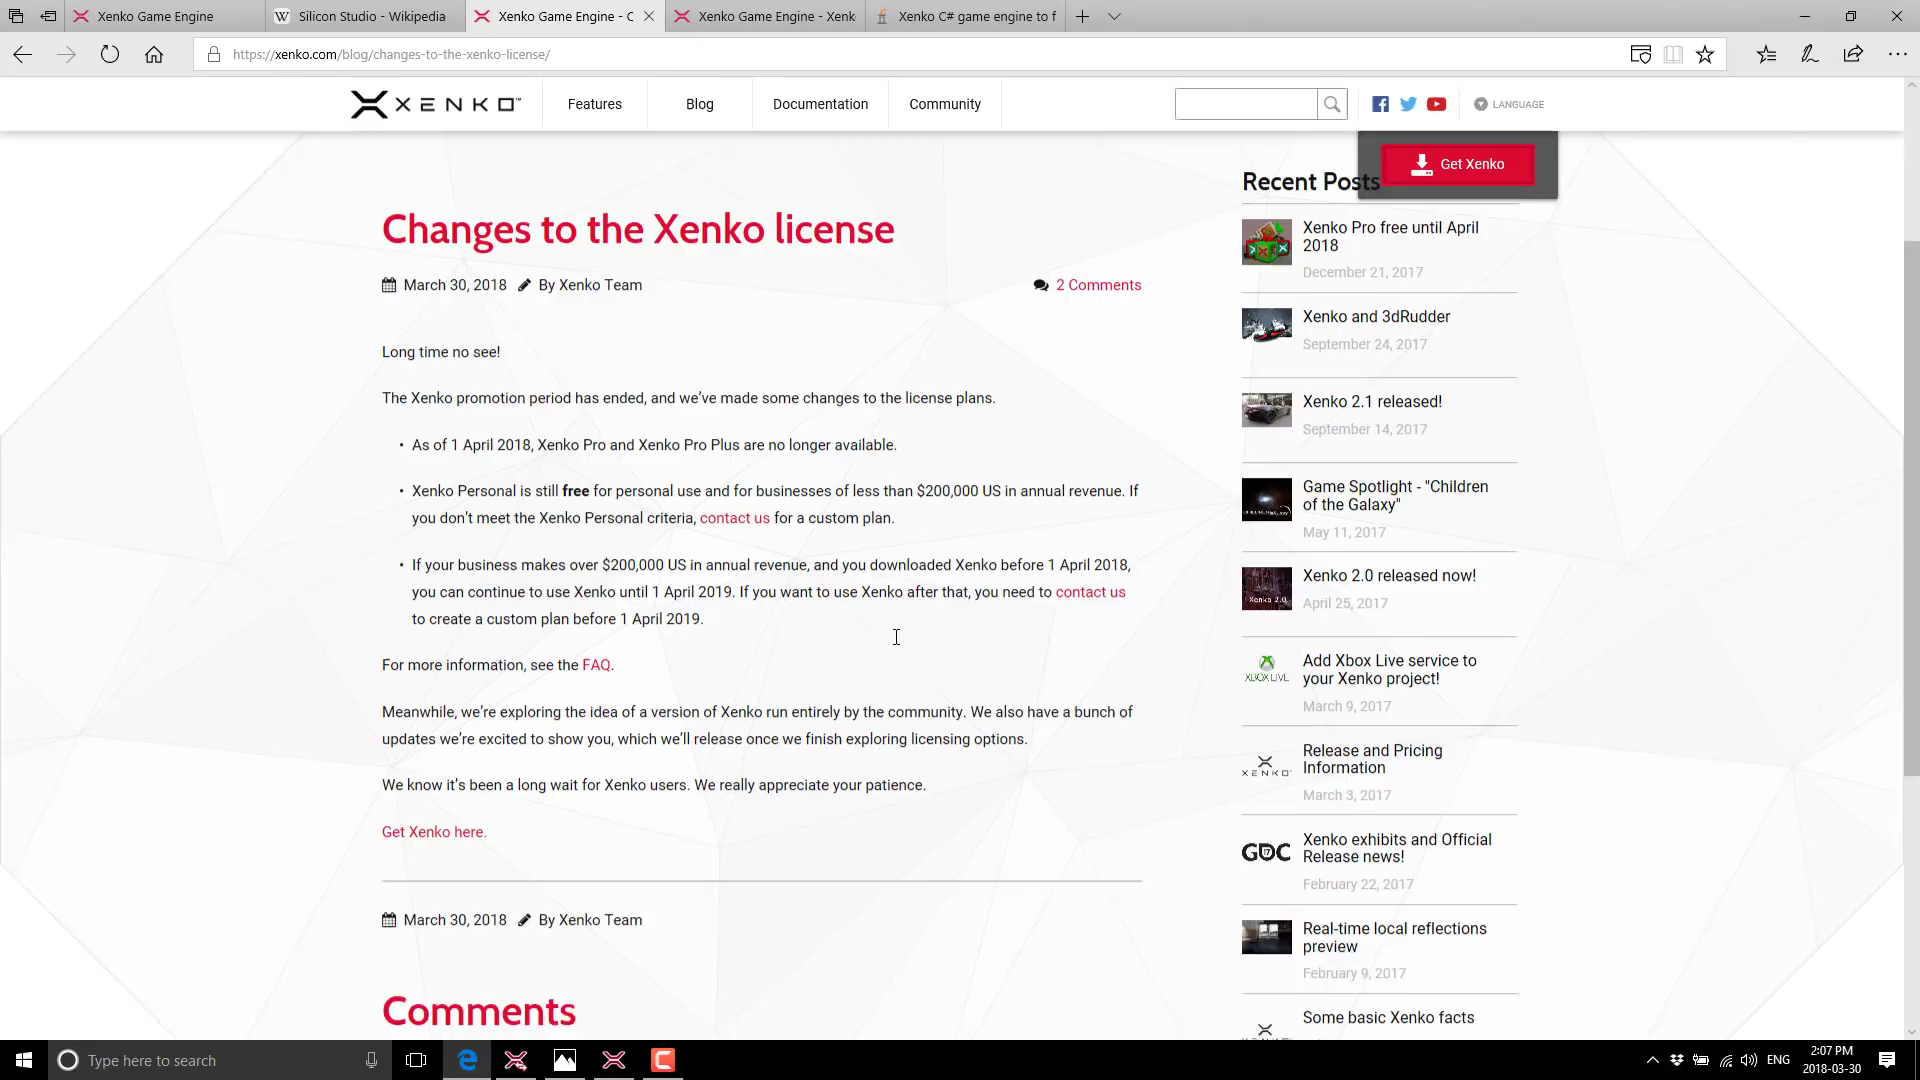 Xenko Game Engine
Silicon Studio - Wikipedia
Xenko Game Engine - C
Xenko Game Engine - Xenk
Xenko C# game engine to f
https://xenko.com/blog/changes-to-the-xenko-license/
XENKO™
Features
Blog
Documentation
Community
LANGUAGE
Get Xenko
Changes to the Xenko license
March 30, 2018 By Xenko Team
2 Comments
Long time no see!
The Xenko promotion period has ended, and we've made some changes to the license plans.
• As of 1 April 2018, Xenko Pro and Xenko Pro Plus are no longer available.
• Xenko Personal is still free for personal use and for businesses of less than $200,000 US in annual revenue. If
you don't meet the Xenko Personal criteria, contact us for a custom plan.
• If your business makes over $200,000 US in annual revenue, and you downloaded Xenko before 1 April 2018,
you can continue to use Xenko until 1 April 2019. If you want to use Xenko after that, you need to contact us
to create a custom plan before 1 April 2019.
For more information, see the FAQ.
Meanwhile, we're exploring the idea of a version of Xenko run entirely by the community. We also have a bunch of
updates we're excited to show you, which we'll release once we finish exploring licensing options.
We know it's been a long wait for Xenko users. We really appreciate your patience.
Get Xenko here.
March 30, 2018 By Xenko Team
Comments
Recent Posts
Xenko Pro free until April
2018
December 21, 2017
Xenko and 3dRudder
September 24, 2017
Xenko 2.1 released!
September 14, 2017
Game Spotlight - "Children
of the Galaxy"
May 11, 2017
Xenko 2.0
Xenko 2.0 released now!
April 25, 2017
XBOX LIVE
Add Xbox Live service to
your Xenko project!
March 9, 2017
XENKO
Release and Pricing
Information
March 3, 2017
GDC
Xenko exhibits and Official
Release news!
February 22, 2017
Real-time local reflections
preview
February 9, 2017
Some basic Xenko facts
Type here to search
ENG
2:07 PM
2018-03-30